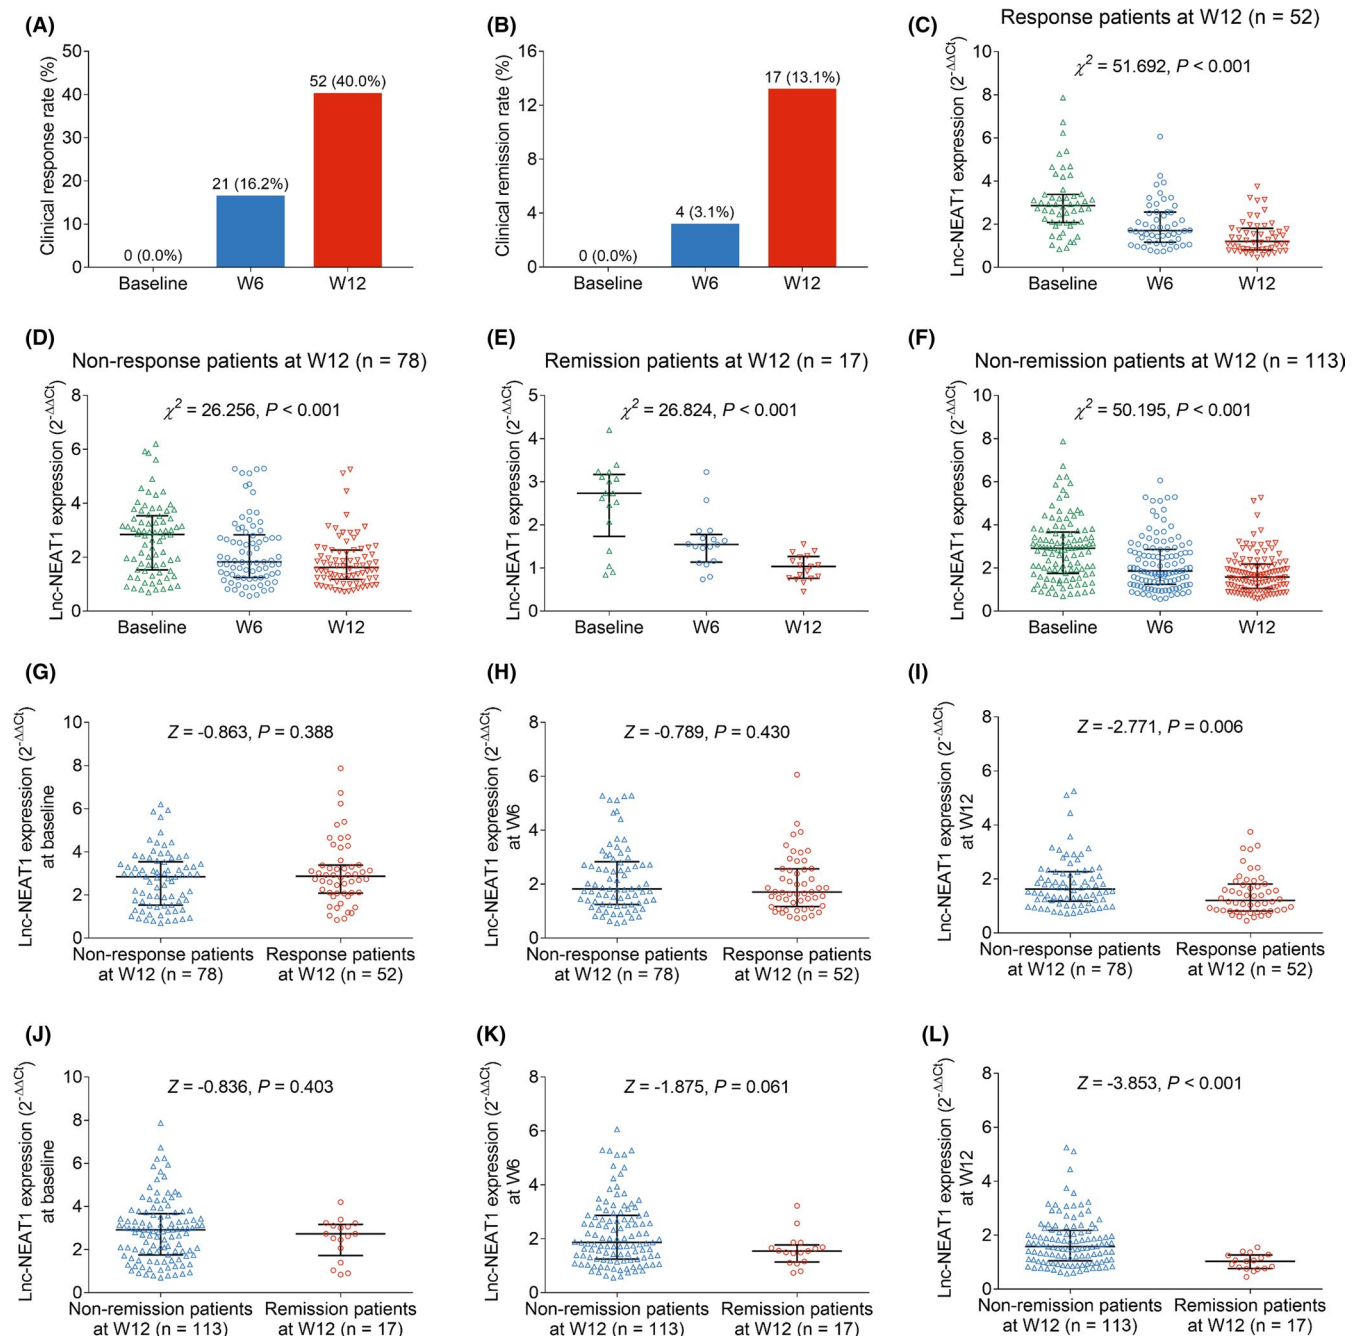 (A)
Clinical response rate (%)
50
40
30
20
10
0
0 (0.0%)
21 (16.2%)
52 (40.0%)
Baseline
W6
W12
(B)
Clinical remission rate (%)
16
12
8
4
0
0 (0.0%)
4 (3.1%)
17 (13.1%)
Baseline
W6
W12
(C)
Response patients at W12 (n = 52)
Lnc-NEAT1 expression (2^-ΔΔCt)
10
8
6
4
2
0
χ² = 51.692, P < 0.001
Baseline
W6
W12
(D)
Non-response patients at W12 (n = 78)
Lnc-NEAT1 expression (2^-ΔΔCt)
8
6
4
2
0
χ² = 26.256, P < 0.001
Baseline
W6
W12
(E)
Remission patients at W12 (n = 17)
Lnc-NEAT1 expression (2^-ΔΔCt)
5
4
3
2
1
0
χ² = 26.824, P < 0.001
Baseline
W6
W12
(F)
Non-remission patients at W12 (n = 113)
Lnc-NEAT1 expression (2^-ΔΔCt)
10
8
6
4
2
0
χ² = 50.195, P < 0.001
Baseline
W6
W12
(G)
Lnc-NEAT1 expression (2^-ΔΔCt)
at baseline
10
8
6
4
2
0
Z = -0.863, P = 0.388
Non-response patients
at W12 (n = 78)
Response patients
at W12 (n = 52)
(H)
Lnc-NEAT1 expression (2^-ΔΔCt)
at W6
8
6
4
2
0
Z = -0.789, P = 0.430
Non-response patients
at W12 (n = 78)
Response patients
at W12 (n = 52)
(I)
Lnc-NEAT1 expression (2^-ΔΔCt)
at W12
8
6
4
2
0
Z = -2.771, P = 0.006
Non-response patients
at W12 (n = 78)
Response patients
at W12 (n = 52)
(J)
Lnc-NEAT1 expression (2^-ΔΔCt)
at baseline
10
8
6
4
2
0
Z = -0.836, P = 0.403
Non-remission patients
at W12 (n = 113)
Remission patients
at W12 (n = 17)
(K)
Lnc-NEAT1 expression (2^-ΔΔCt)
at W6
8
6
4
2
0
Z = -1.875, P = 0.061
Non-remission patients
at W12 (n = 113)
Remission patients
at W12 (n = 17)
(L)
Lnc-NEAT1 expression (2^-ΔΔCt)
at W12
8
6
4
2
0
Z = -3.853, P < 0.001
Non-remission patients
at W12 (n = 113)
Remission patients
at W12 (n = 17)